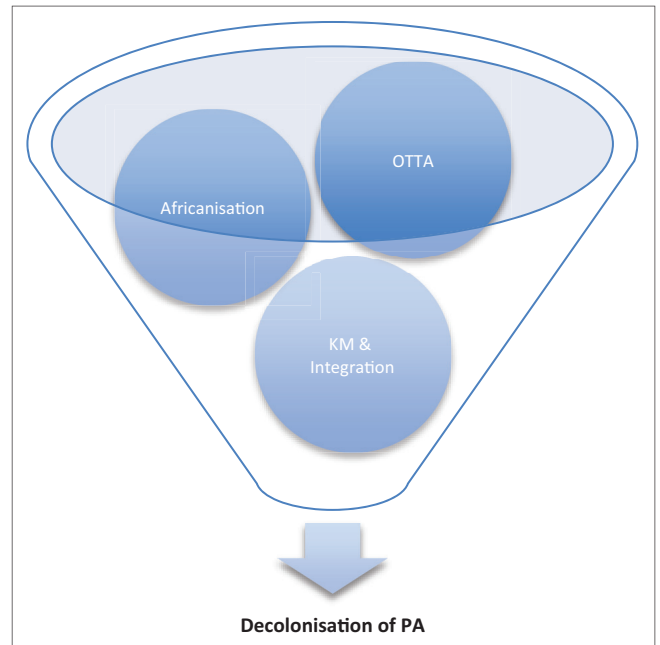 OTTA
Africanisation
KM &
Integration
Decolonisation of PA